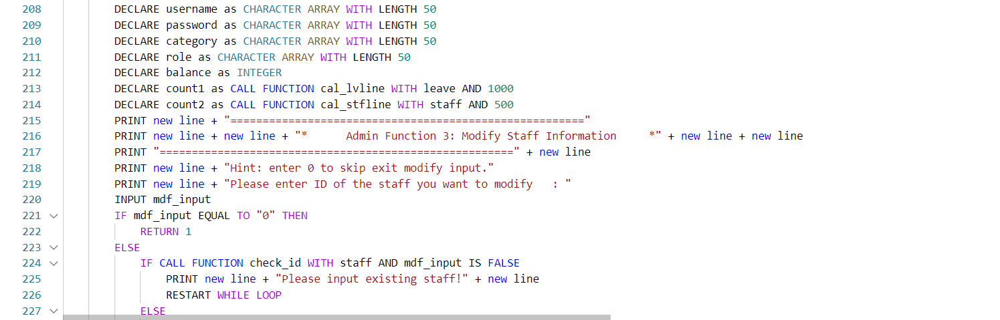 208 DECLARE username as CHARACTER ARRAY WITH LENGTH 50
209 DECLARE password as CHARACTER ARRAY WITH LENGTH 50
210 DECLARE category as CHARACTER ARRAY WITH LENGTH 50
211 DECLARE role as CHARACTER ARRAY WITH LENGTH 50
212 DECLARE balance as INTEGER
213 DECLARE count1 as CALL FUNCTION cal_lvline WITH leave AND 1000
214 DECLARE count2 as CALL FUNCTION cal_stfline WITH staff AND 500
215 PRINT new line + "======================================================="
216 PRINT new line + new line + "*      Admin Function 3: Modify Staff Information     *" + new line + new line
217 PRINT "=======================================================" + new line
218 PRINT new line + "Hint: enter 0 to skip exit modify input."
219 PRINT new line + "Please enter ID of the staff you want to modify   : "
220 INPUT mdf_input
221 IF mdf_input EQUAL TO "0" THEN
222     RETURN 1
223 ELSE
224     IF CALL FUNCTION check_id WITH staff AND mdf_input IS FALSE
225         PRINT new line + "Please input existing staff!" + new line
226         RESTART WHILE LOOP
227     ELSE